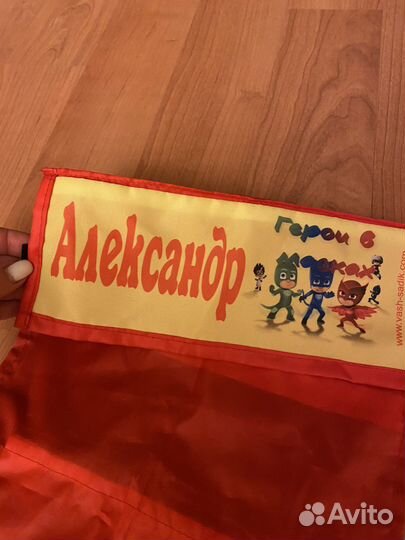 Александр
Герои в
масках
www.vash-sadik.com
Avito